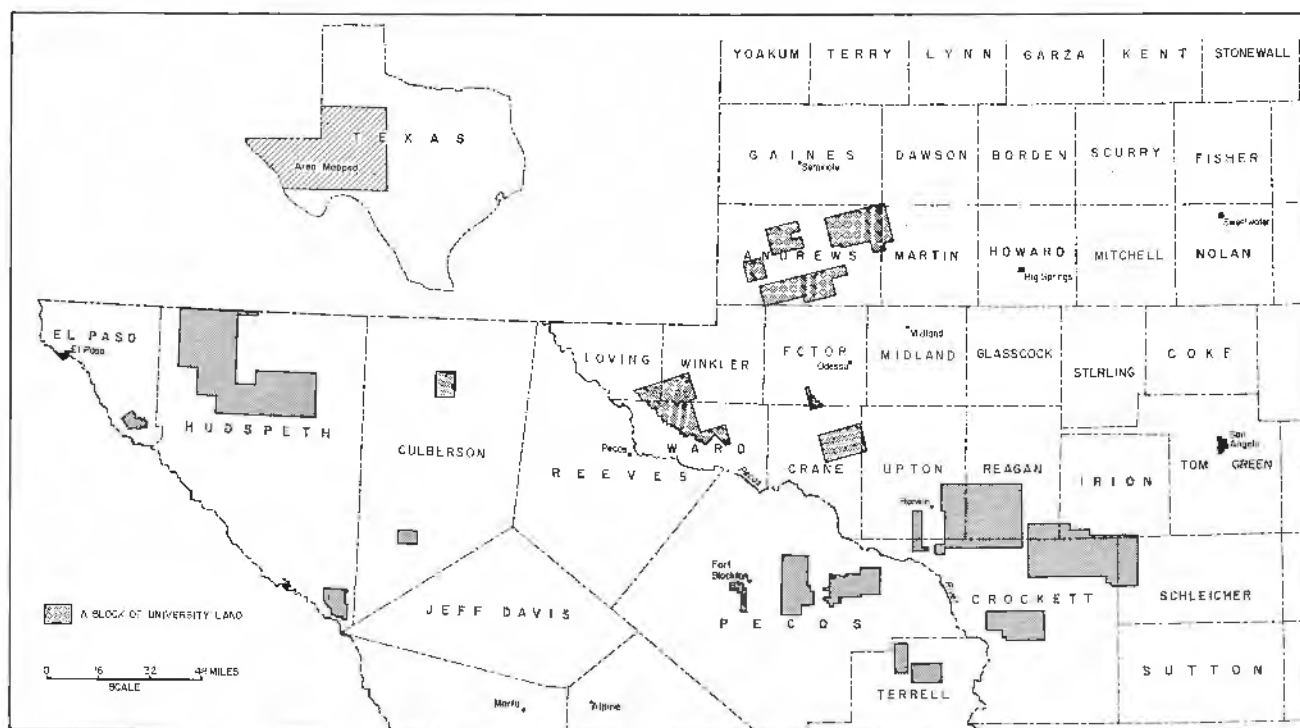 YOAKUM TERRY LYNN GARZA KENT STONEWALL
TEXAS
Area Mapped
GAINES DAWSON BORDEN SCURRY FISHER
Seminole
Sweetwater
ANDREWS MARTIN HOWARD MITCHELL NOLAN
Big Springs
EL PASO
El Paso
LOVING WINKLER ECTOR MIDLAND GLASSCOCK STERLING COKE
Midland
Odessa
HUDSPETH
CULBERSON
Pecos
WARD
REEVES
Pecos
CRANE UPTON REAGAN IRION TOM GREEN
San
Angelo
Rankin
Fort
Stockton
JEFF DAVIS
PECOS
CROCKETT
SCHLEICHER
SUTTON
TERRELL
Marfa
Alpine
A BLOCK OF UNIVERSITY LAND
0 16 32 48 MILES
SCALE